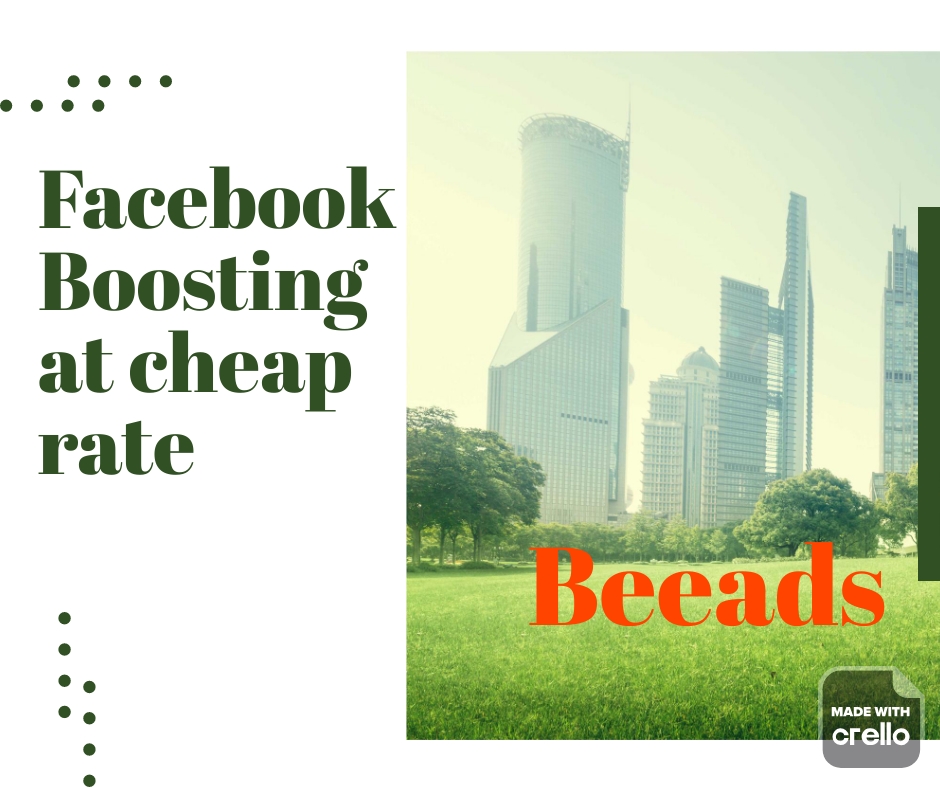 Facebook
Boosting
at cheap
rate
Beeads
MADE WITH
crello